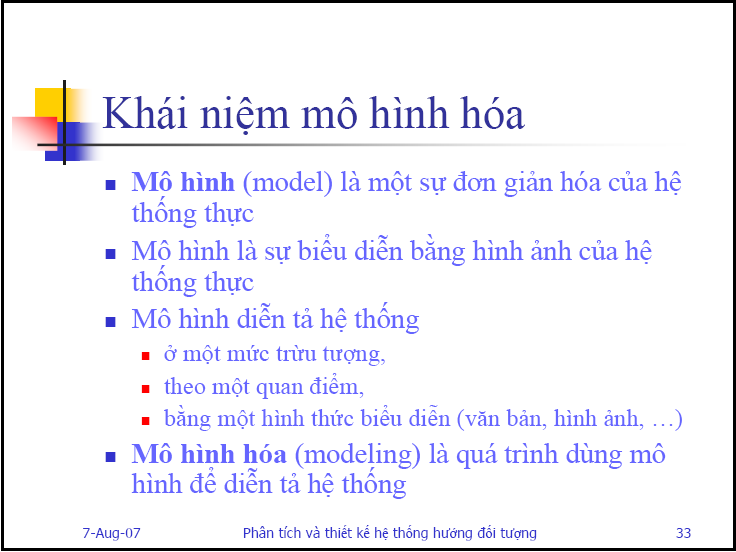 Khái niệm mô hình hóa
Mô hình (model) là một sự đơn giản hóa của hệ
thống thực
Mô hình là sự biểu diễn bằng hình ảnh của hệ
thống thực
Mô hình diễn tả hệ thống
ở một mức trừu tượng,
theo một quan điểm,
bằng một hình thức biểu diễn (văn bản, hình ảnh, …)
Mô hình hóa (modeling) là quá trình dùng mô
hình để diễn tả hệ thống
7-Aug-07 Phân tích và thiết kế hệ thống hướng đối tượng 33